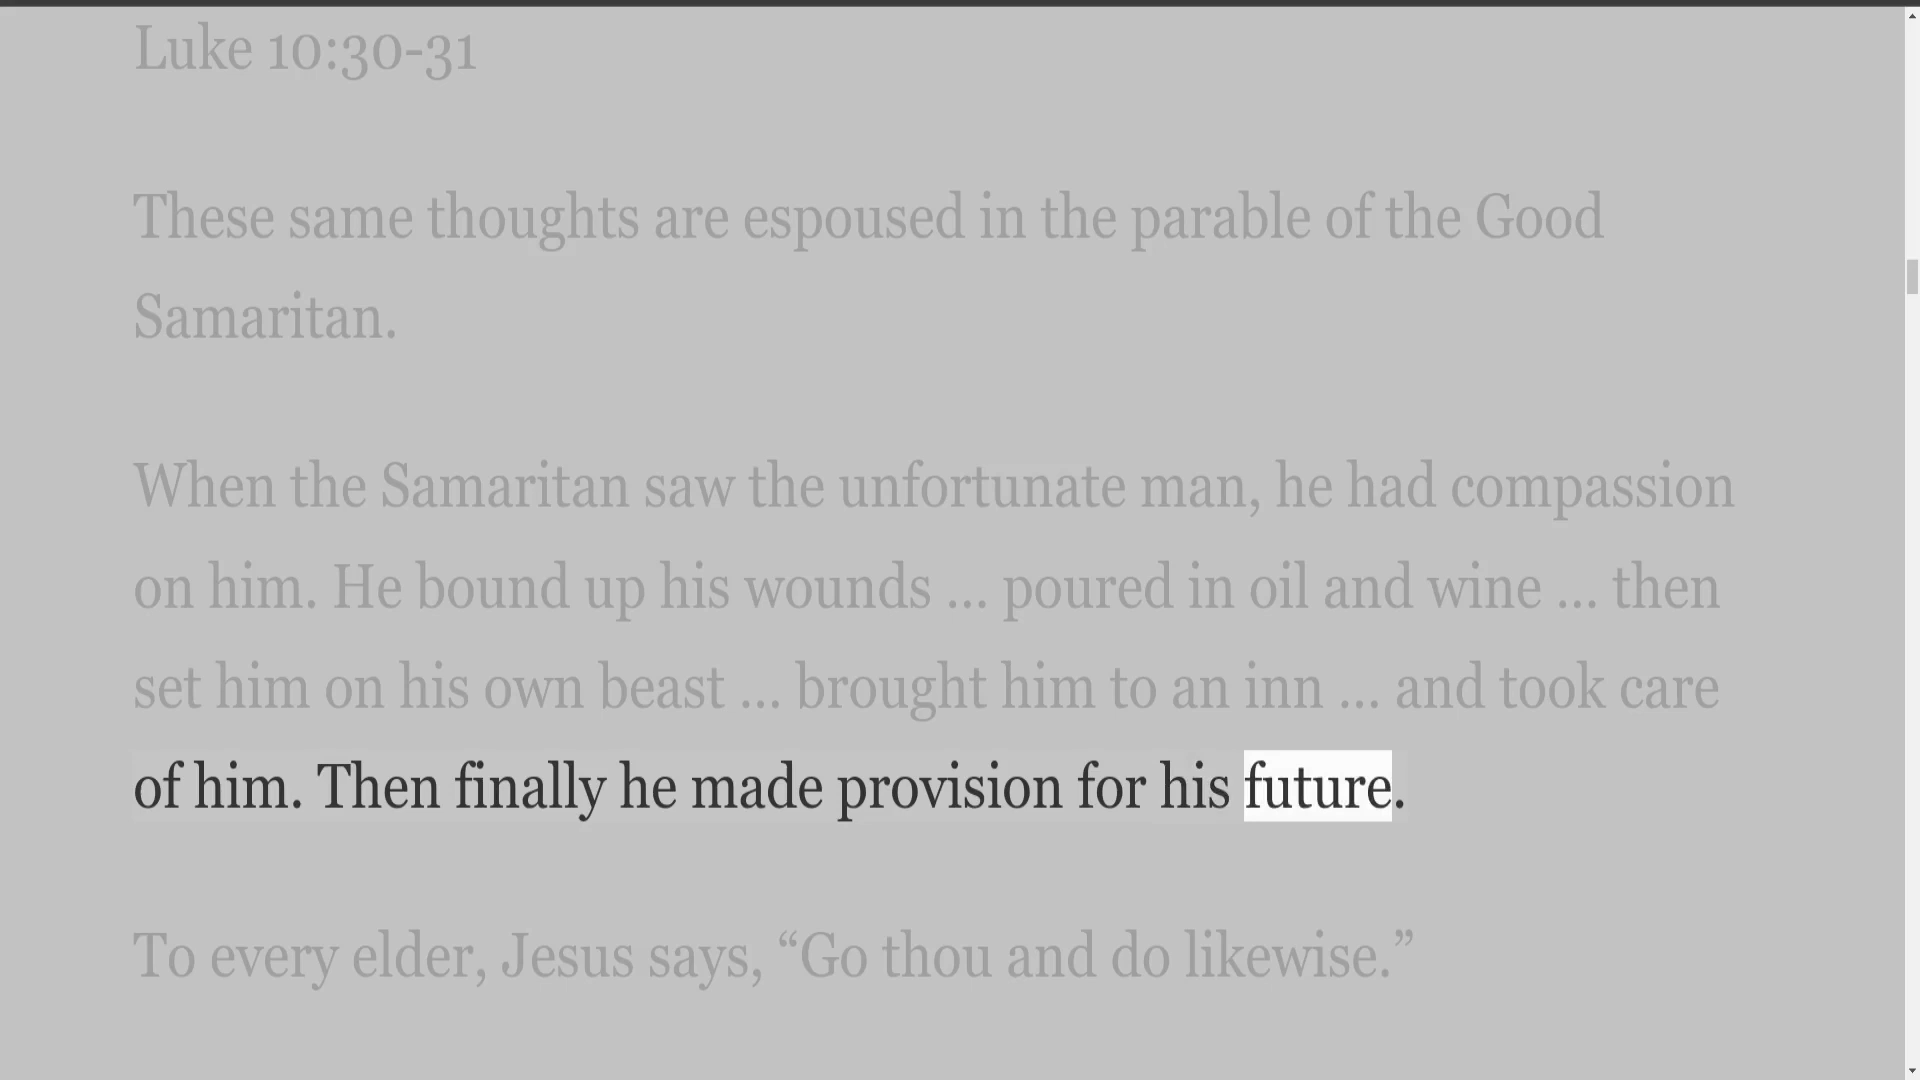 Luke 10:30-31
These same thoughts are espoused in the parable of the Good
Samaritan.
When the Samaritan saw the unfortunate man, he had compassion
on him. He bound up his wounds ... poured in oil and wine ... then
set him on his own beast ... brought him to an inn ... and took care
of him. Then finally he made provision for his future.
To every elder, Jesus says, “Go thou and do likewise.”